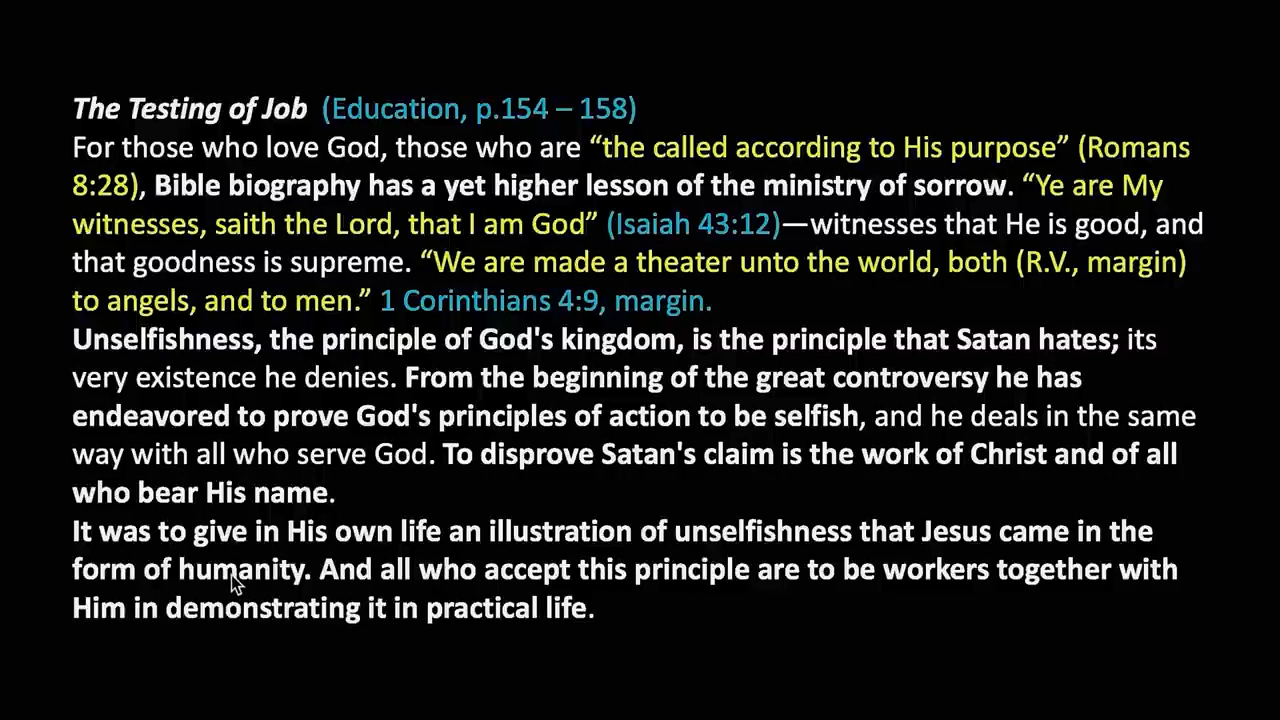 The Testing of Job (Education, p.154 – 158)
For those who love God, those who are “the called according to His purpose” (Romans
8:28), Bible biography has a yet higher lesson of the ministry of sorrow. “Ye are My
witnesses, saith the Lord, that I am God” (Isaiah 43:12)—witnesses that He is good, and
that goodness is supreme. “We are made a theater unto the world, both (R.V., margin)
to angels, and to men.” 1 Corinthians 4:9, margin.
Unselfishness, the principle of God's kingdom, is the principle that Satan hates; its
very existence he denies. From the beginning of the great controversy he has
endeavored to prove God's principles of action to be selfish, and he deals in the same
way with all who serve God. To disprove Satan's claim is the work of Christ and of all
who bear His name.
It was to give in His own life an illustration of unselfishness that Jesus came in the
form of humanity. And all who accept this principle are to be workers together with
Him in demonstrating it in practical life.